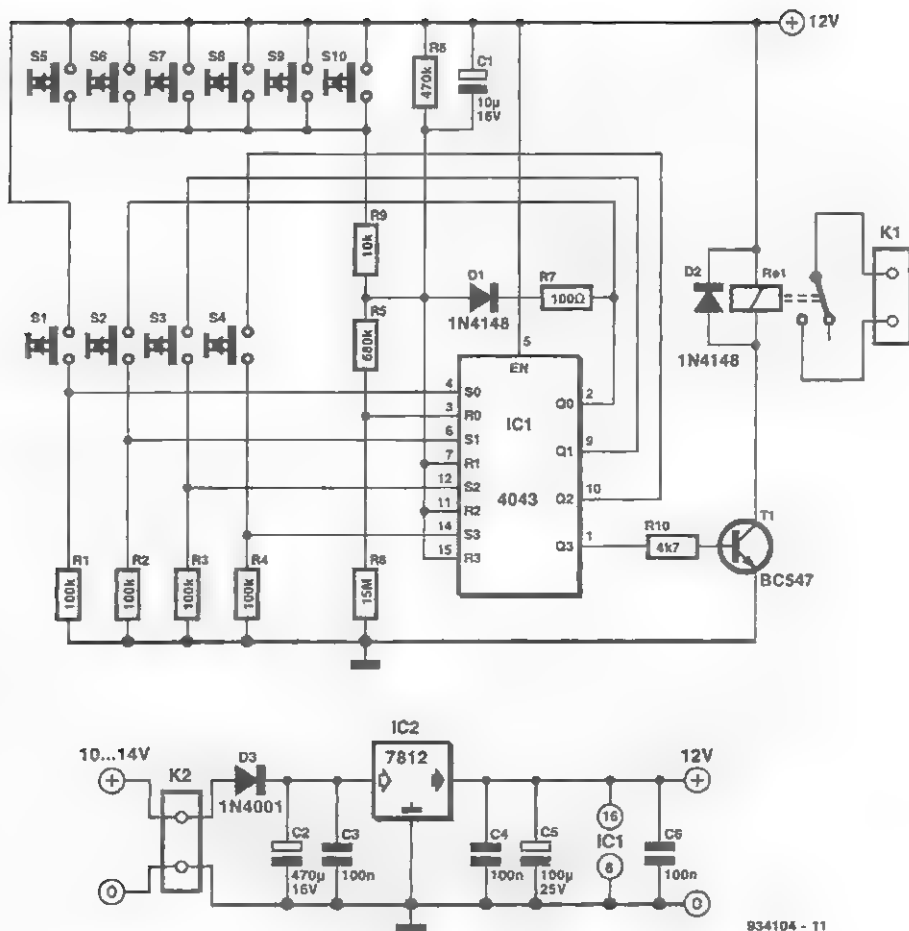 12V
S5
S6
S7
S8
S9
S10
R8
470k
C1
10µ
16V
R9
10k
K1
D1
1N4148
R7
100Ω
D2
Re1
1N4148
S1
S2
S3
S4
R5
680k
5
EN
4 S0
3 R0
6 S1
7 R1
12 S2
11 R2
14 S3
15 R3
IC1
4043
Q0 2
Q1 9
Q2 10
Q3 1
R10
4k7
T1
BC547
R1
100k
R2
100k
R3
100k
R4
100k
R6
15M
10...14V
K2
D3
1N4001
IC2
7812
12V
C2
470µ
16V
C3
100n
C4
100n
C5
100µ
25V
16
IC1
8
C6
100n
0
0
934104 - 11